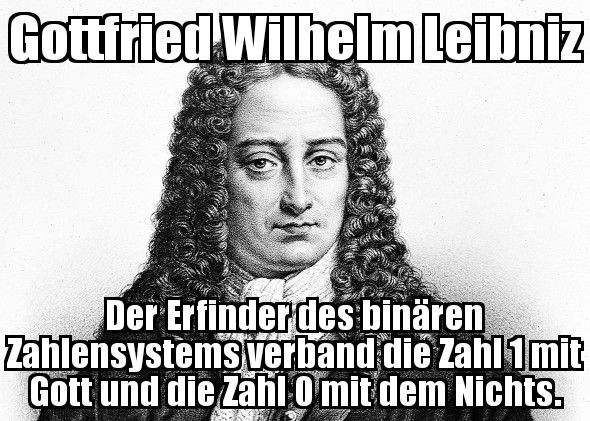 Gottfried Wilhelm Leibniz
Der Erfinder des binären
Zahlensystems verband die Zahl 1 mit
Gott und die Zahl 0 mit dem Nichts.